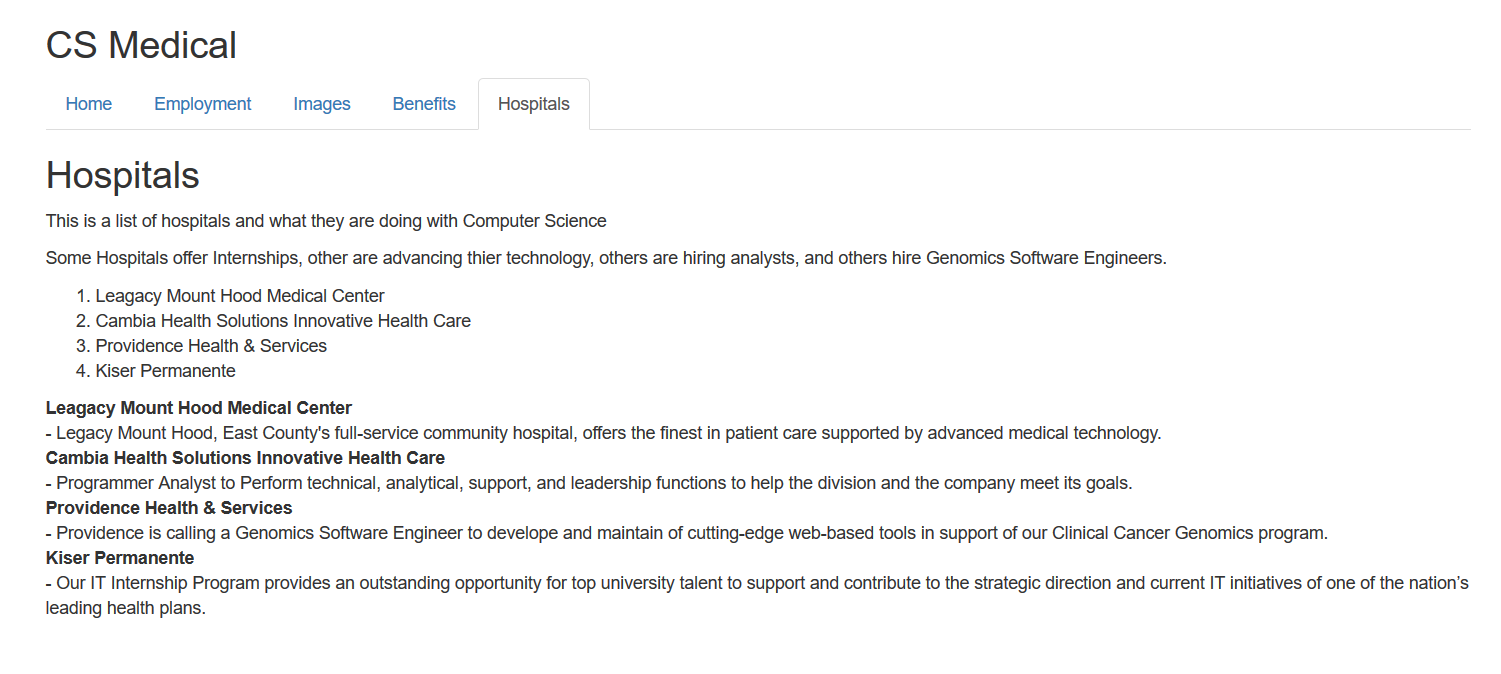 CS Medical
Home Employment Images Benefits Hospitals
Hospitals
This is a list of hospitals and what they are doing with Computer Science
Some Hospitals offer Internships, other are advancing thier technology, others are hiring analysts, and others hire Genomics Software Engineers.
1. Leagacy Mount Hood Medical Center
2. Cambia Health Solutions Innovative Health Care
3. Providence Health & Services
4. Kiser Permanente
Leagacy Mount Hood Medical Center
- Legacy Mount Hood, East County's full-service community hospital, offers the finest in patient care supported by advanced medical technology.
Cambia Health Solutions Innovative Health Care
- Programmer Analyst to Perform technical, analytical, support, and leadership functions to help the division and the company meet its goals.
Providence Health & Services
- Providence is calling a Genomics Software Engineer to develope and maintain of cutting-edge web-based tools in support of our Clinical Cancer Genomics program.
Kiser Permanente
- Our IT Internship Program provides an outstanding opportunity for top university talent to support and contribute to the strategic direction and current IT initiatives of one of the nation’s
leading health plans.